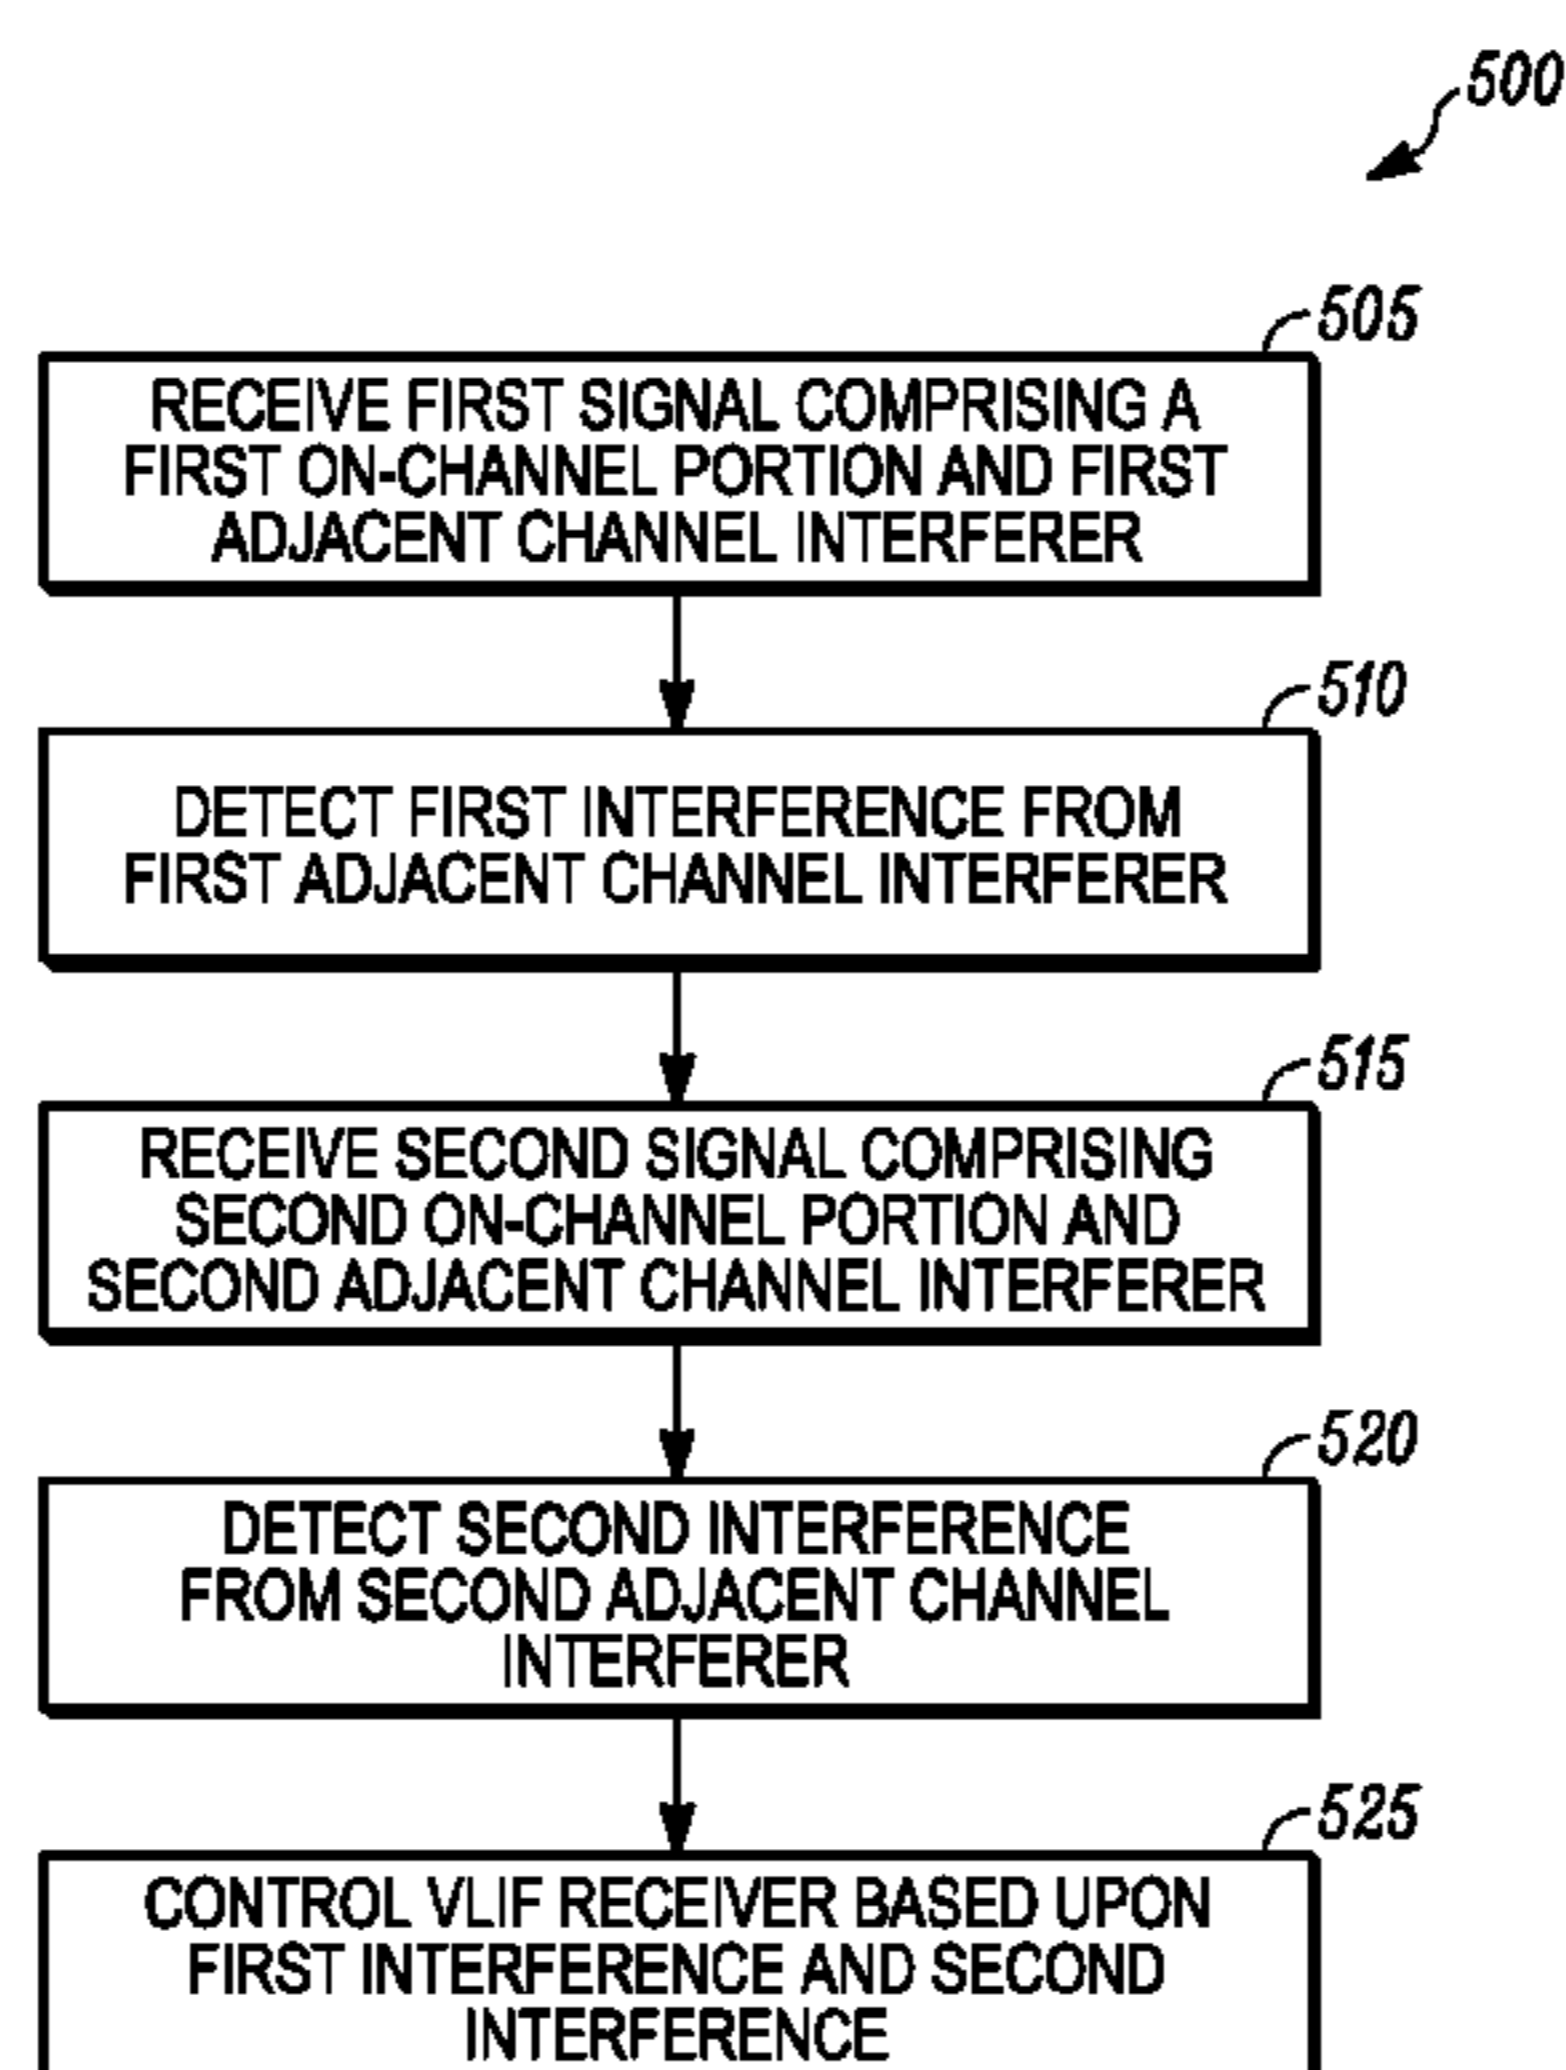 500
505
RECEIVE FIRST SIGNAL COMPRISING A
FIRST ON-CHANNEL PORTION AND FIRST
ADJACENT CHANNEL INTERFERER
510
DETECT FIRST INTERFERENCE FROM
FIRST ADJACENT CHANNEL INTERFERER
515
RECEIVE SECOND SIGNAL COMPRISING
SECOND ON-CHANNEL PORTION AND
SECOND ADJACENT CHANNEL INTERFERER
520
DETECT SECOND INTERFERENCE
FROM SECOND ADJACENT CHANNEL
INTERFERER
525
CONTROL VLIF RECEIVER BASED UPON
FIRST INTERFERENCE AND SECOND
INTERFERENCE